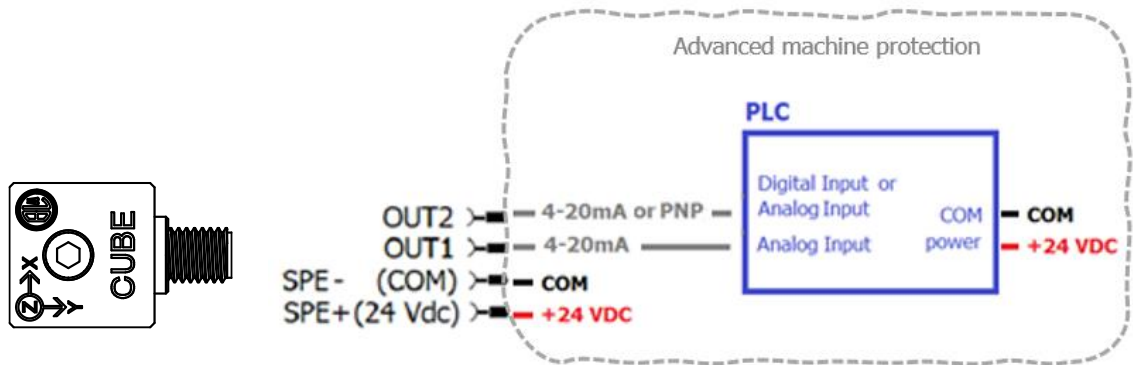 Advanced machine protection
PLC
Digital Input or
Analog Input
COM
COM
Analog Input
power
+24 VDC
OUT2
4-20mA or PNP
OUT1
4-20mA
SPE- (COM)
COM
SPE+(24 Vdc)
+24 VDC
CUBE
X
Z
Y